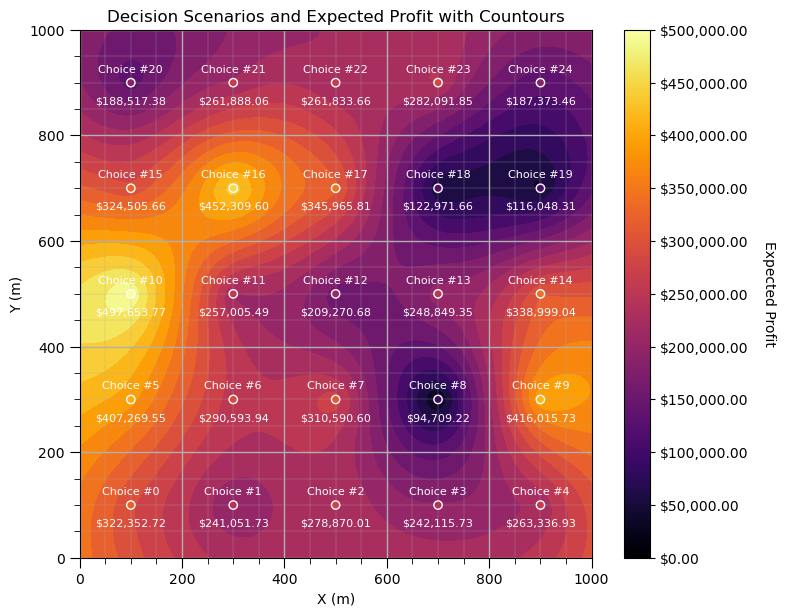 Decision Scenarios and Expected Profit with Countours
1000
800
600
400
200
0
Y (m)
Choice #20
$188,517.38
Choice #21
$261,888.06
Choice #22
$261,833.66
Choice #23
$282,091.85
Choice #24
$187,373.46
Choice #15
$324,505.66
Choice #16
$452,309.60
Choice #17
$345,965.81
Choice #18
$122,971.66
Choice #19
$116,048.31
Choice #10
$497,653.77
Choice #11
$257,005.49
Choice #12
$209,270.68
Choice #13
$248,849.35
Choice #14
$338,999.04
Choice #5
$407,269.55
Choice #6
$290,593.94
Choice #7
$310,590.60
Choice #8
$94,709.22
Choice #9
$416,015.73
Choice #0
$322,352.72
Choice #1
$241,051.73
Choice #2
$278,870.01
Choice #3
$242,115.73
Choice #4
$263,336.93
0
200
400
600
800
1000
X (m)
$500,000.00
$450,000.00
$400,000.00
$350,000.00
$300,000.00
$250,000.00
$200,000.00
$150,000.00
$100,000.00
$50,000.00
$0.00
Expected Profit